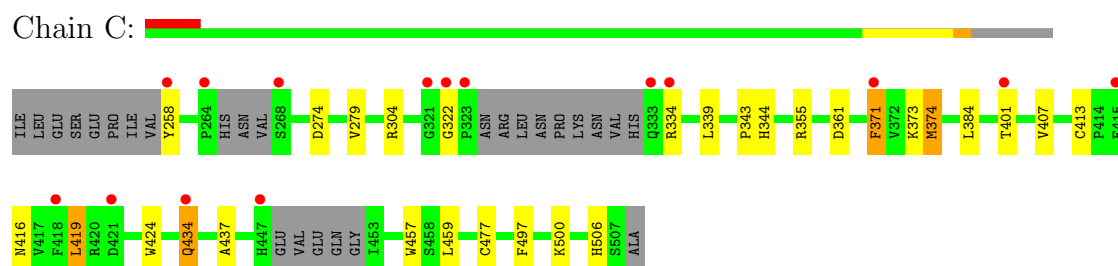 Chain C:
ILE LEU GLU SER GLU PRO ILE VAL Y258 P264 HIS ASN VAL S268 D274 V279 R304 G321 G322 P323 ASN ARG LEU ASN PRO LYS ASN VAL HIS Q333 R334 L339 P343 H344 R355 D361 F371 V372 K373 M374 L384 T401 V407 C413 F414 E415
N416 V417 F418 L419 R420 D421 W424 Q434 A437 H447 GLU VAL GLU GLN GLY I453 W457 S458 L459 C477 F497 K500 H506 S507 ALA